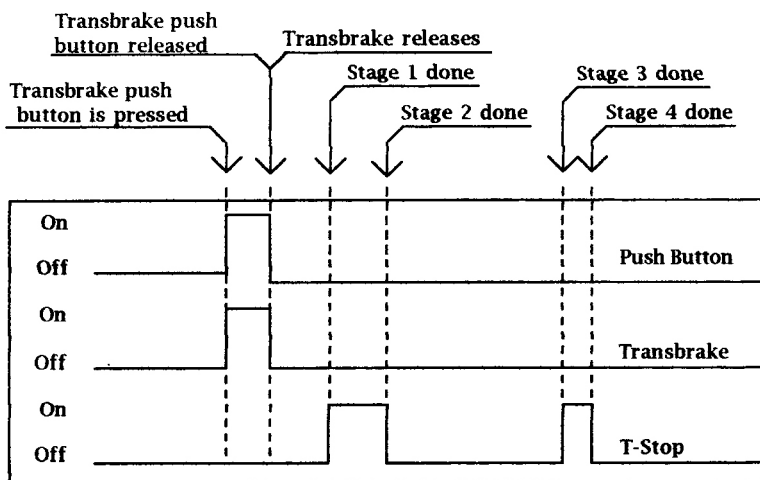 Transbrake push
button released
Transbrake releases
Stage 1 done
Stage 3 done
Transbrake push
button is pressed
Stage 2 done
Stage 4 done
On
Off
Push Button
On
Off
Transbrake
On
Off
T-Stop